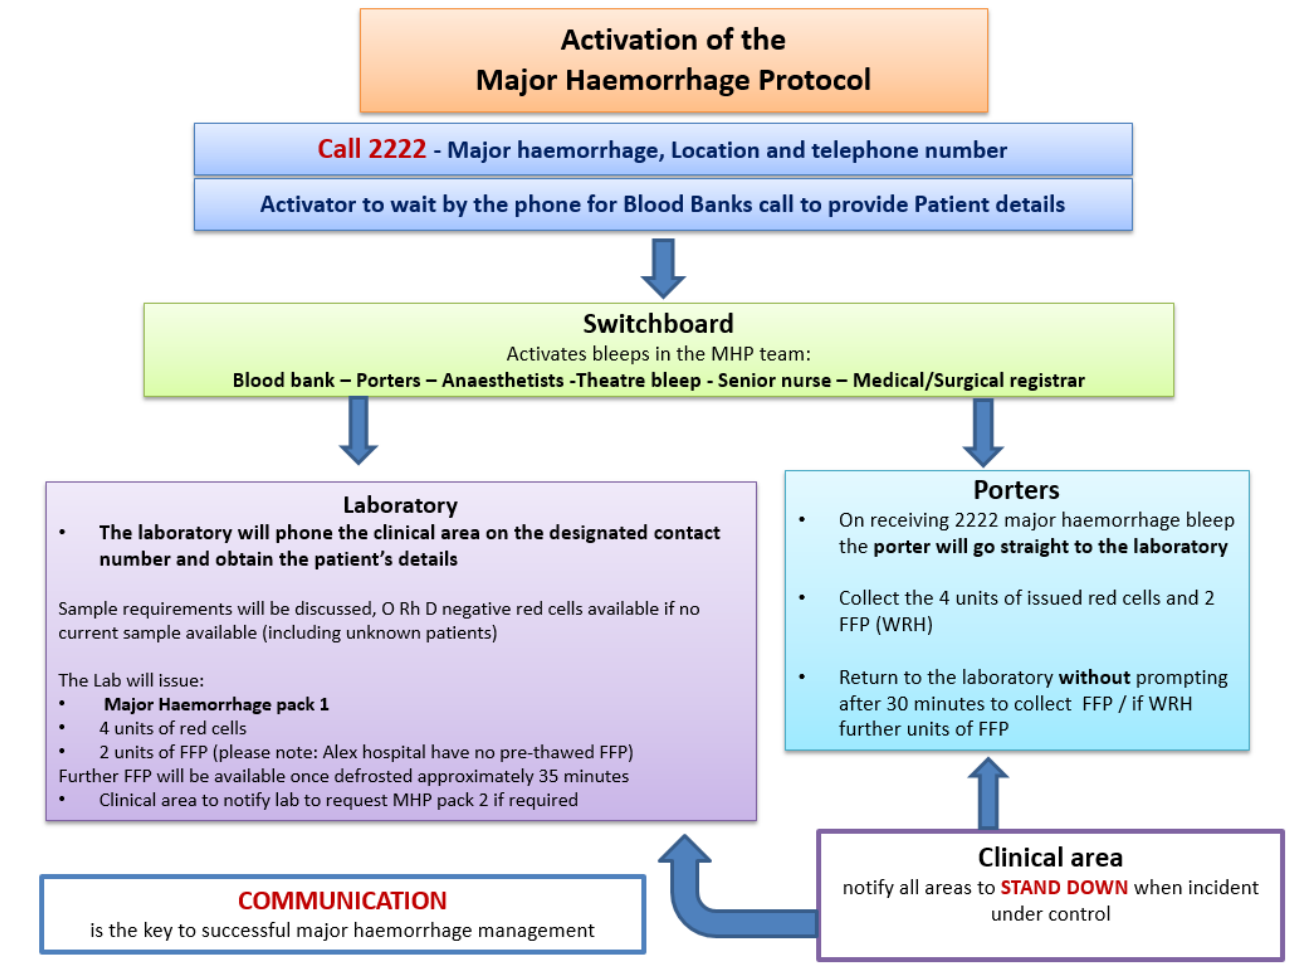 Activation of the
Major Haemorrhage Protocol
Call 2222 - Major haemorrhage, Location and telephone number
Activator to wait by the phone for Blood Banks call to provide Patient details
Switchboard
Activates bleeps in the MHP team:
Blood bank – Porters – Anaesthetists -Theatre bleep - Senior nurse – Medical/Surgical registrar
Laboratory
• The laboratory will phone the clinical area on the designated contact
number and obtain the patient's details
Sample requirements will be discussed, O Rh D negative red cells available if no
current sample available (including unknown patients)
The Lab will issue:
• Major Haemorrhage pack 1
• 4 units of red cells
• 2 units of FFP (please note: Alex hospital have no pre-thawed FFP)
Further FFP will be available once defrosted approximately 35 minutes
• Clinical area to notify lab to request MHP pack 2 if required
Porters
• On receiving 2222 major haemorrhage bleep
the porter will go straight to the laboratory
• Collect the 4 units of issued red cells and 2
FFP (WRH)
• Return to the laboratory without prompting
after 30 minutes to collect FFP / if WRH
further units of FFP
Clinical area
notify all areas to STAND DOWN when incident
under control
COMMUNICATION
is the key to successful major haemorrhage management